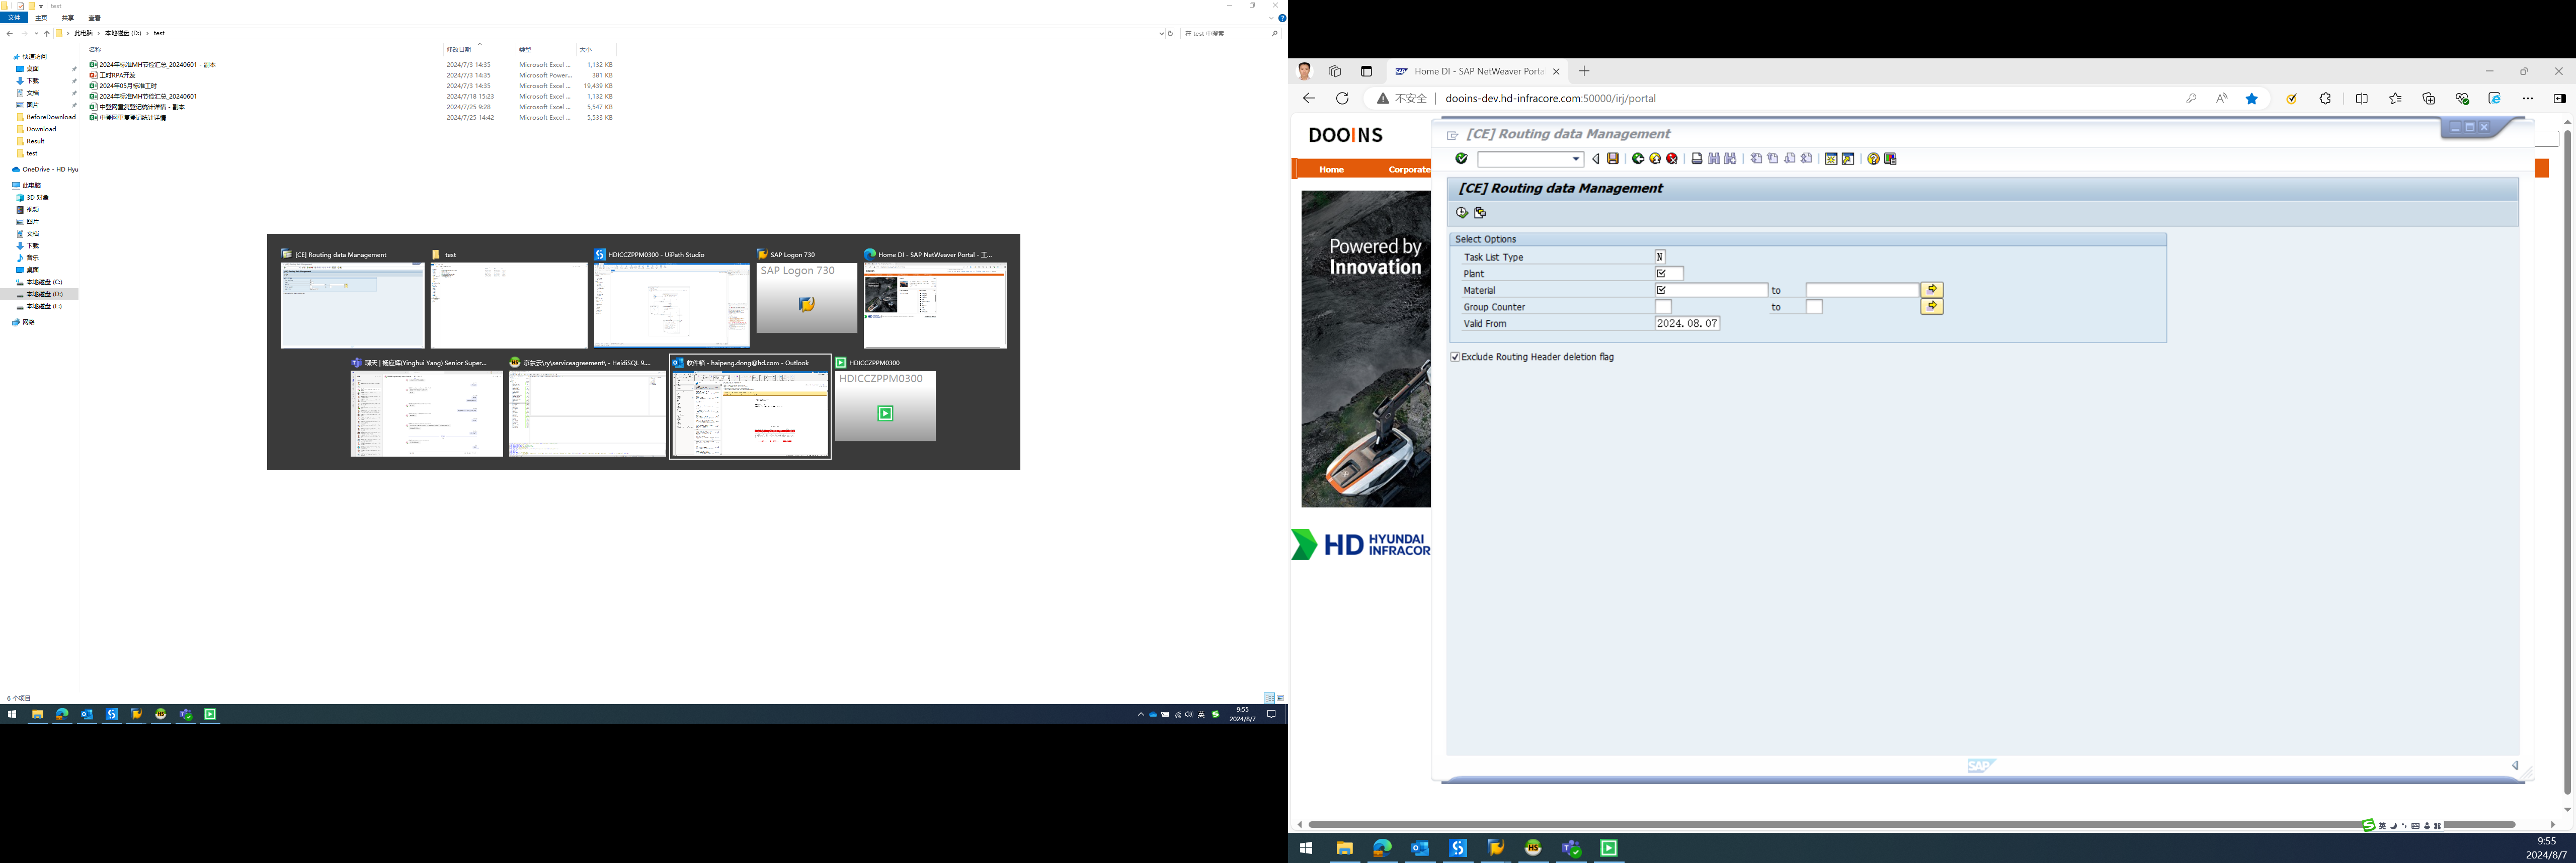 test
文件 主页 共享 查看
此电脑 › 本地磁盘 (D:) › test
在 test 中搜索
名称 修改日期 类型 大小
2024年标准MH节俭汇总_20240601 - 副本 2024/7/3 14:35 Microsoft Excel ... 1,132 KB
工时RPA开发 2024/7/3 14:35 Microsoft Power... 381 KB
2024年05月标准工时 2024/7/3 14:35 Microsoft Excel ... 19,439 KB
2024年标准MH节俭汇总_20240601 2024/7/18 15:23 Microsoft Excel ... 1,132 KB
中登网重复登记统计详情 - 副本 2024/7/25 9:28 Microsoft Excel ... 5,547 KB
中登网重复登记统计详情 2024/7/25 14:42 Microsoft Excel ... 5,533 KB
快速访问
桌面
下载
文档
图片
BeforeDownload
Download
Result
test
OneDrive - HD Hyu
此电脑
3D 对象
视频
图片
文档
下载
音乐
桌面
本地磁盘 (C:)
本地磁盘 (D:)
本地磁盘 (E:)
网络
6 个项目
[CE] Routing data Management
test
HDICCZPPM0300 - UiPath Studio
SAP Logon 730
SAP Logon 730
Home DI - SAP NetWeaver Portal - 工...
聊天 | 杨应辉(Yinghui Yang) Senior Super...
京东云\ry\serviceagreement\ - HeidiSQL 9....
收件箱 - haipeng.dong@hd.com - Outlook
HDICCZPPM0300
HDICCZPPM0300
英
9:55
2024/8/7
Home DI - SAP NetWeaver Porta
不安全 | dooins-dev.hd-infracore.com:50000/irj/portal
DOOINS
Home Corporate
Powered by
Innovation
HD HYUNDAI
INFRACOR
[CE] Routing data Management
[CE] Routing data Management
Select Options
Task List Type N
Plant
Material to
Group Counter to
Valid From 2024.08.07
Exclude Routing Header deletion flag
SAP
英
9:55
2024/8/7